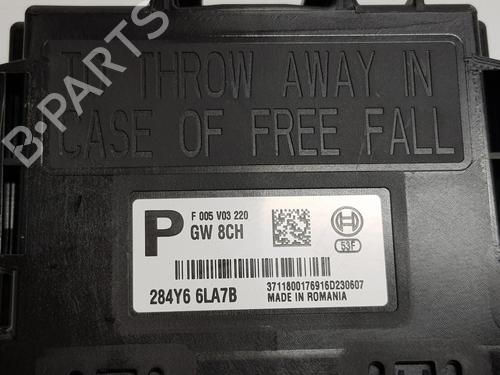 TO THROW AWAY IN
CASE OF FREE FALL
B-PARTS
P
F 005 V03 220
GW 8CH
53F
284Y6 6LA7B
3711800176916D230607
MADE IN ROMANIA